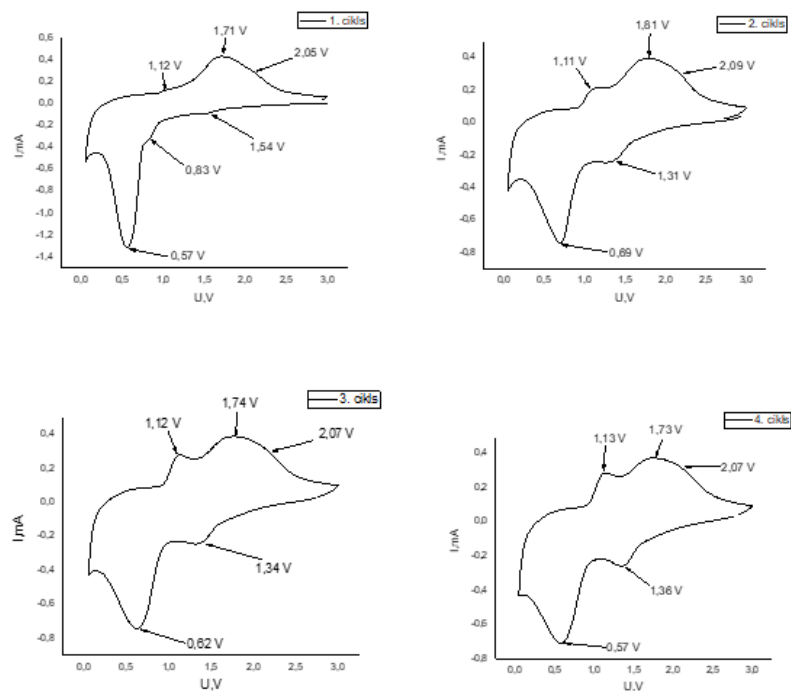 1. cikls
1,71 V
1,12 V
2,05 V
1,54 V
0,83 V
0,57 V
0,6
0,4
0,2
0,0
-0,2
-0,4
-0,6
-0,8
-1,0
-1,2
-1,4
I,mA
0,0 0,5 1,0 1,5 2,0 2,5 3,0
U,V
2. cikls
1,81 V
1,11 V
2,09 V
1,31 V
0,69 V
0,4
0,2
0,0
-0,2
-0,4
-0,6
-0,8
I,mA
0,0 0,5 1,0 1,5 2,0 2,5 3,0
U,V
3. cikls
1,74 V
1,12 V
2,07 V
1,34 V
0,62 V
0,4
0,2
0,0
-0,2
-0,4
-0,6
-0,8
I,mA
0,0 0,5 1,0 1,5 2,0 2,5 3,0
U,V
4. cikls
1,73 V
1,13 V
2,07 V
1,36 V
0,57 V
0,4
0,2
0,0
-0,2
-0,4
-0,6
-0,8
I,mA
0,0 0,5 1,0 1,5 2,0 2,5 3,0
U,V